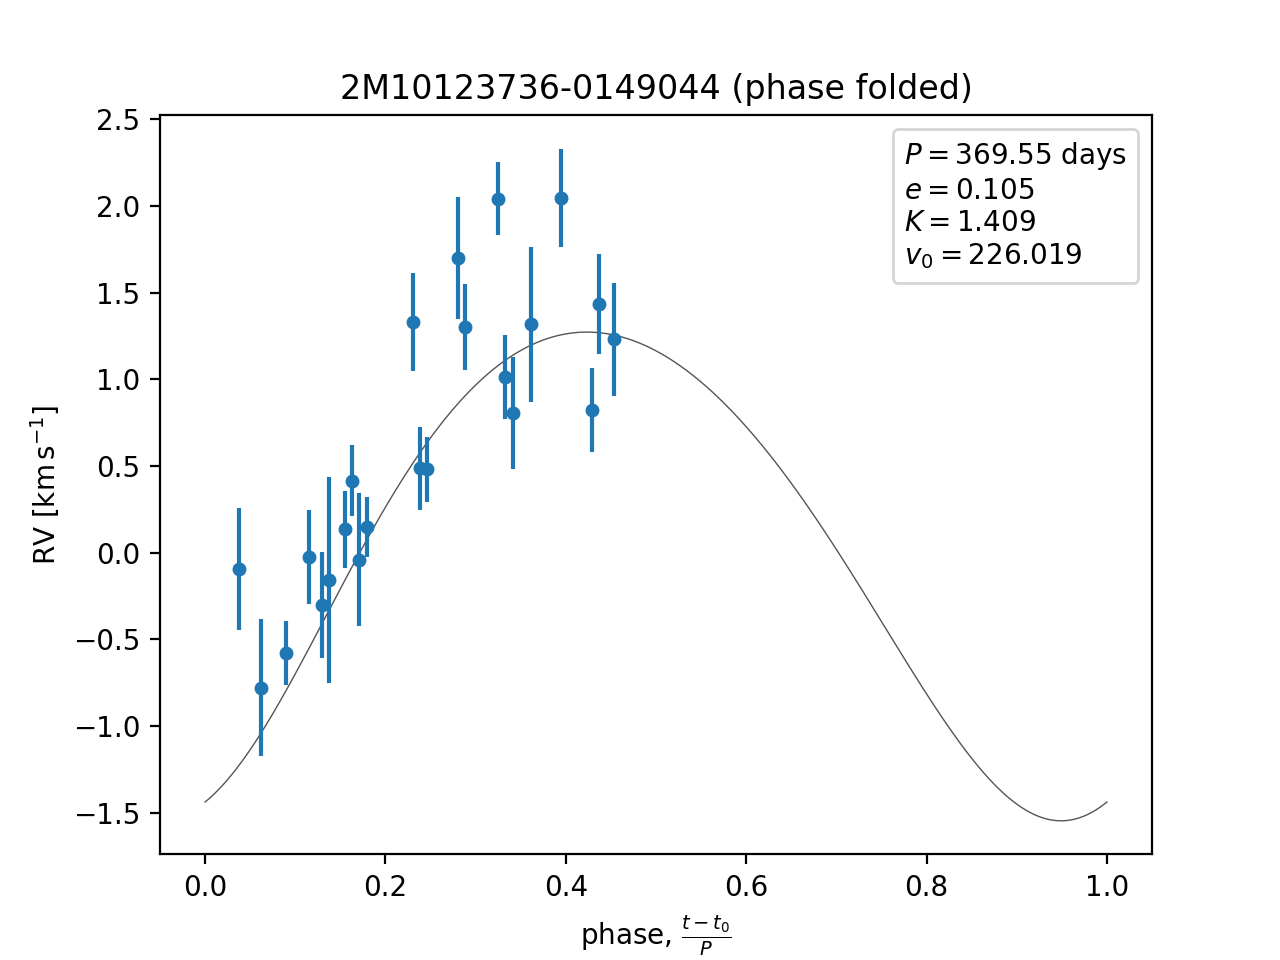 2M10123736-0149044 (phase folded)
P = 369.55 days
e = 0.105
K = 1.409
v₀ = 226.019
RV [km s⁻¹]
2.5
2.0
1.5
1.0
0.5
0.0
−0.5
−1.0
−1.5
0.0 0.2 0.4 0.6 0.8 1.0
phase, (t − t₀)/P